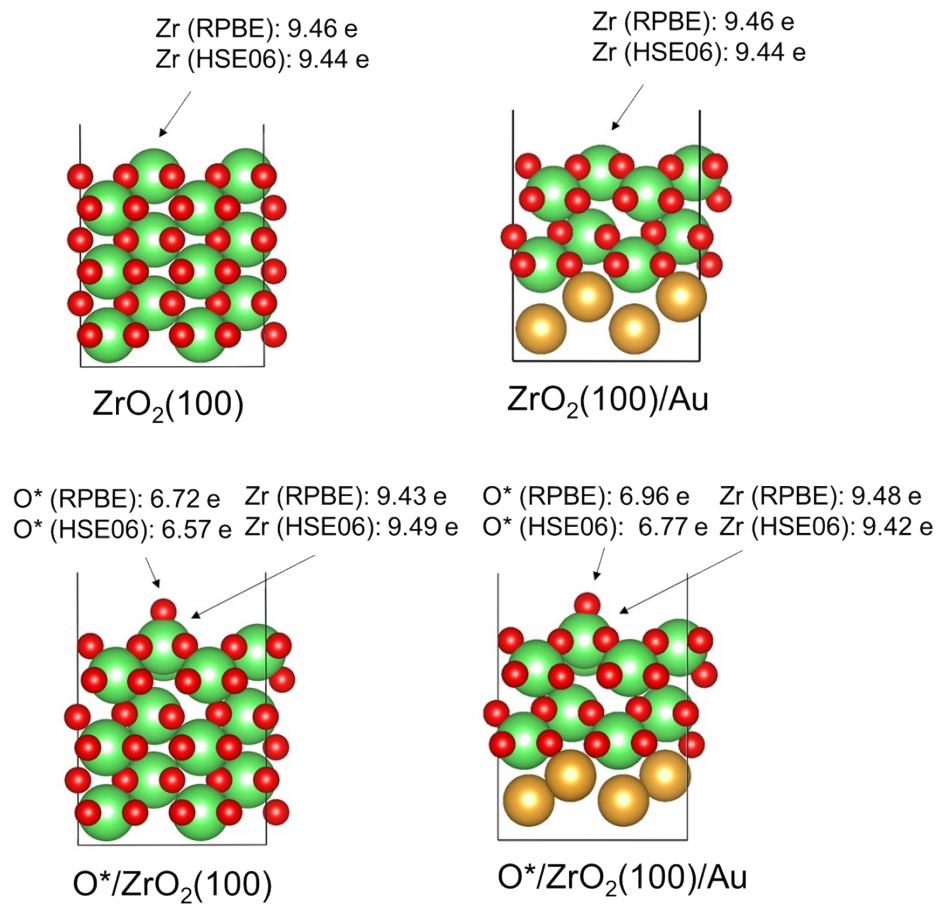 Zr (RPBE): 9.46 e
Zr (HSE06): 9.44 e
Zr (RPBE): 9.46 e
Zr (HSE06): 9.44 e
ZrO₂(100)
ZrO₂(100)/Au
O* (RPBE): 6.72 e
O* (HSE06): 6.57 e
Zr (RPBE): 9.43 e
Zr (HSE06): 9.49 e
O* (RPBE): 6.96 e
O* (HSE06): 6.77 e
Zr (RPBE): 9.48 e
Zr (HSE06): 9.42 e
O*/ZrO₂(100)
O*/ZrO₂(100)/Au